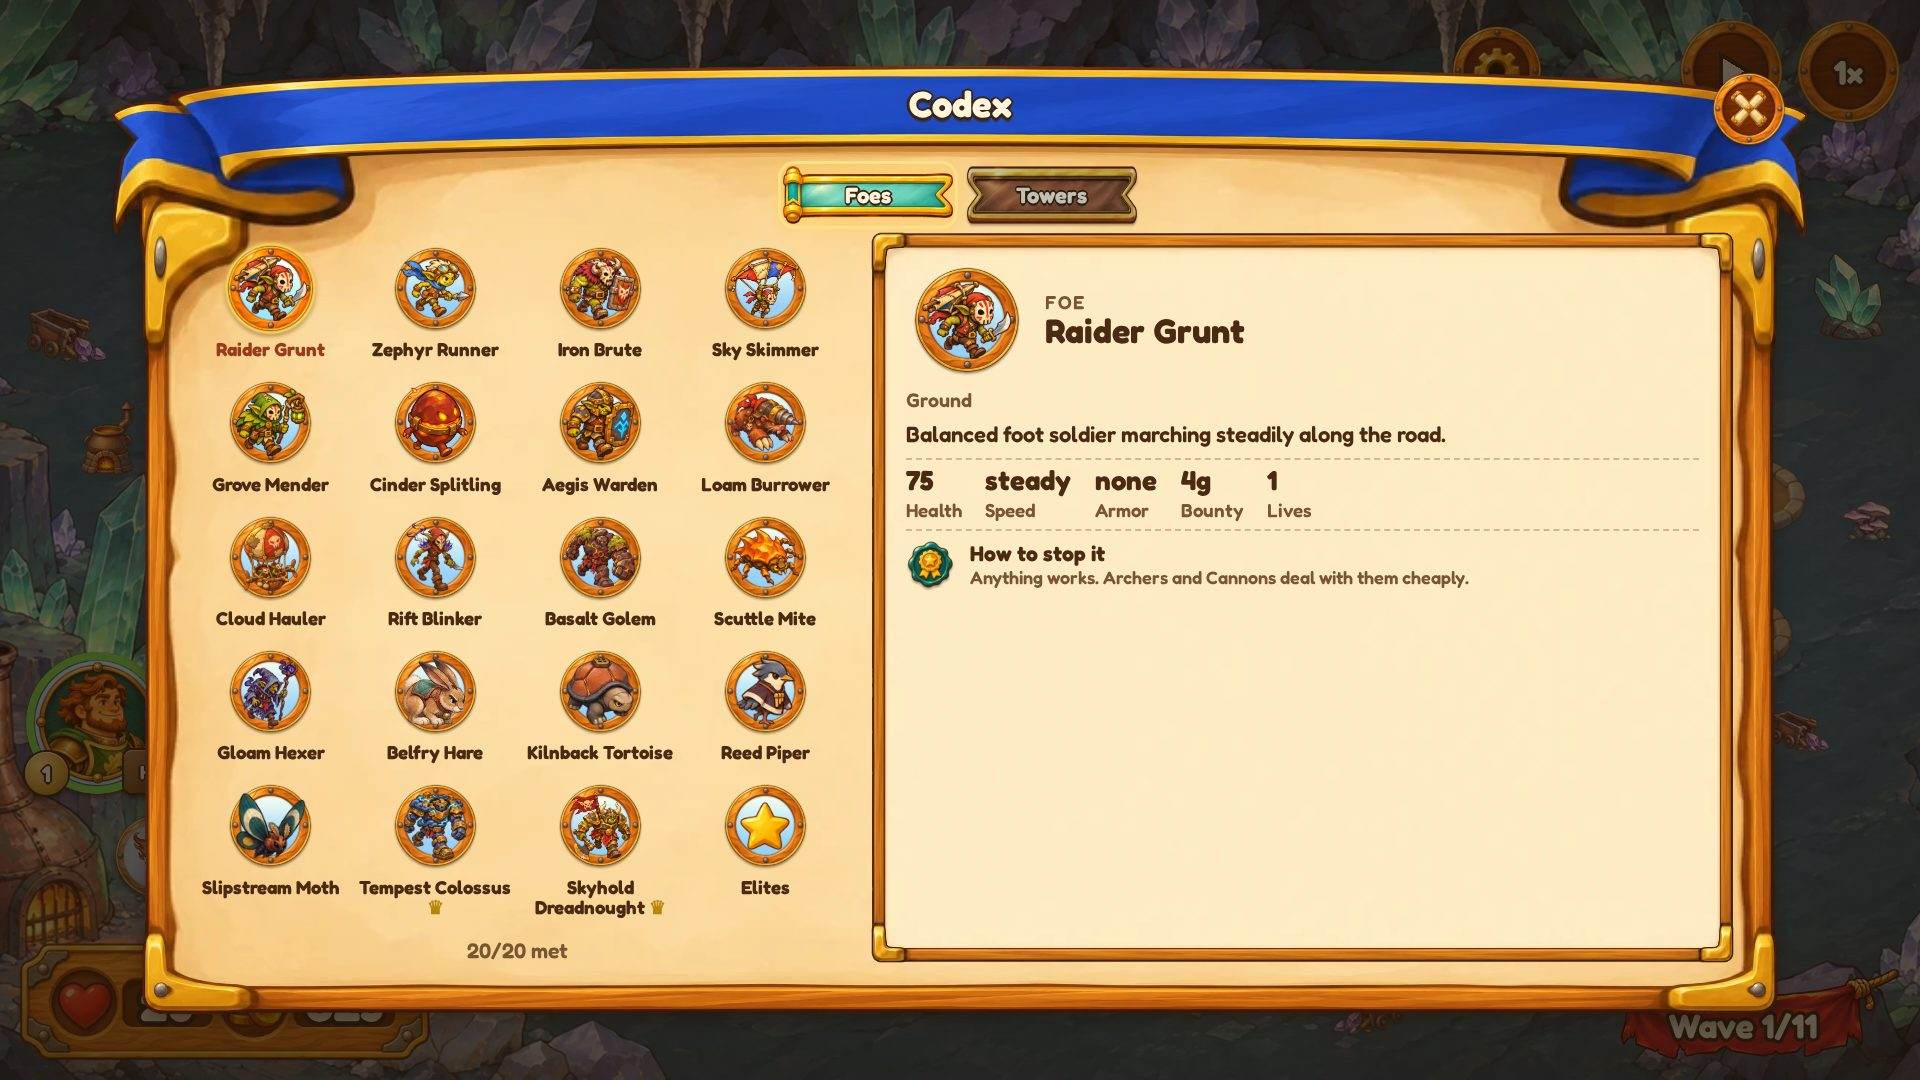 Codex
1x
Foes
Towers
Raider Grunt
Zephyr Runner
Iron Brute
Sky Skimmer
Grove Mender
Cinder Splitling
Aegis Warden
Loam Burrower
Cloud Hauler
Rift Blinker
Basalt Golem
Scuttle Mite
Gloam Hexer
Belfry Hare
Kilnback Tortoise
Reed Piper
Slipstream Moth
Tempest Colossus
Skyhold
Dreadnought
Elites
20/20 met
FOE
Raider Grunt
Ground
Balanced foot soldier marching steadily along the road.
75 steady none 4g 1
Health Speed Armor Bounty Lives
How to stop it
Anything works. Archers and Cannons deal with them cheaply.
1
Wave 1/11